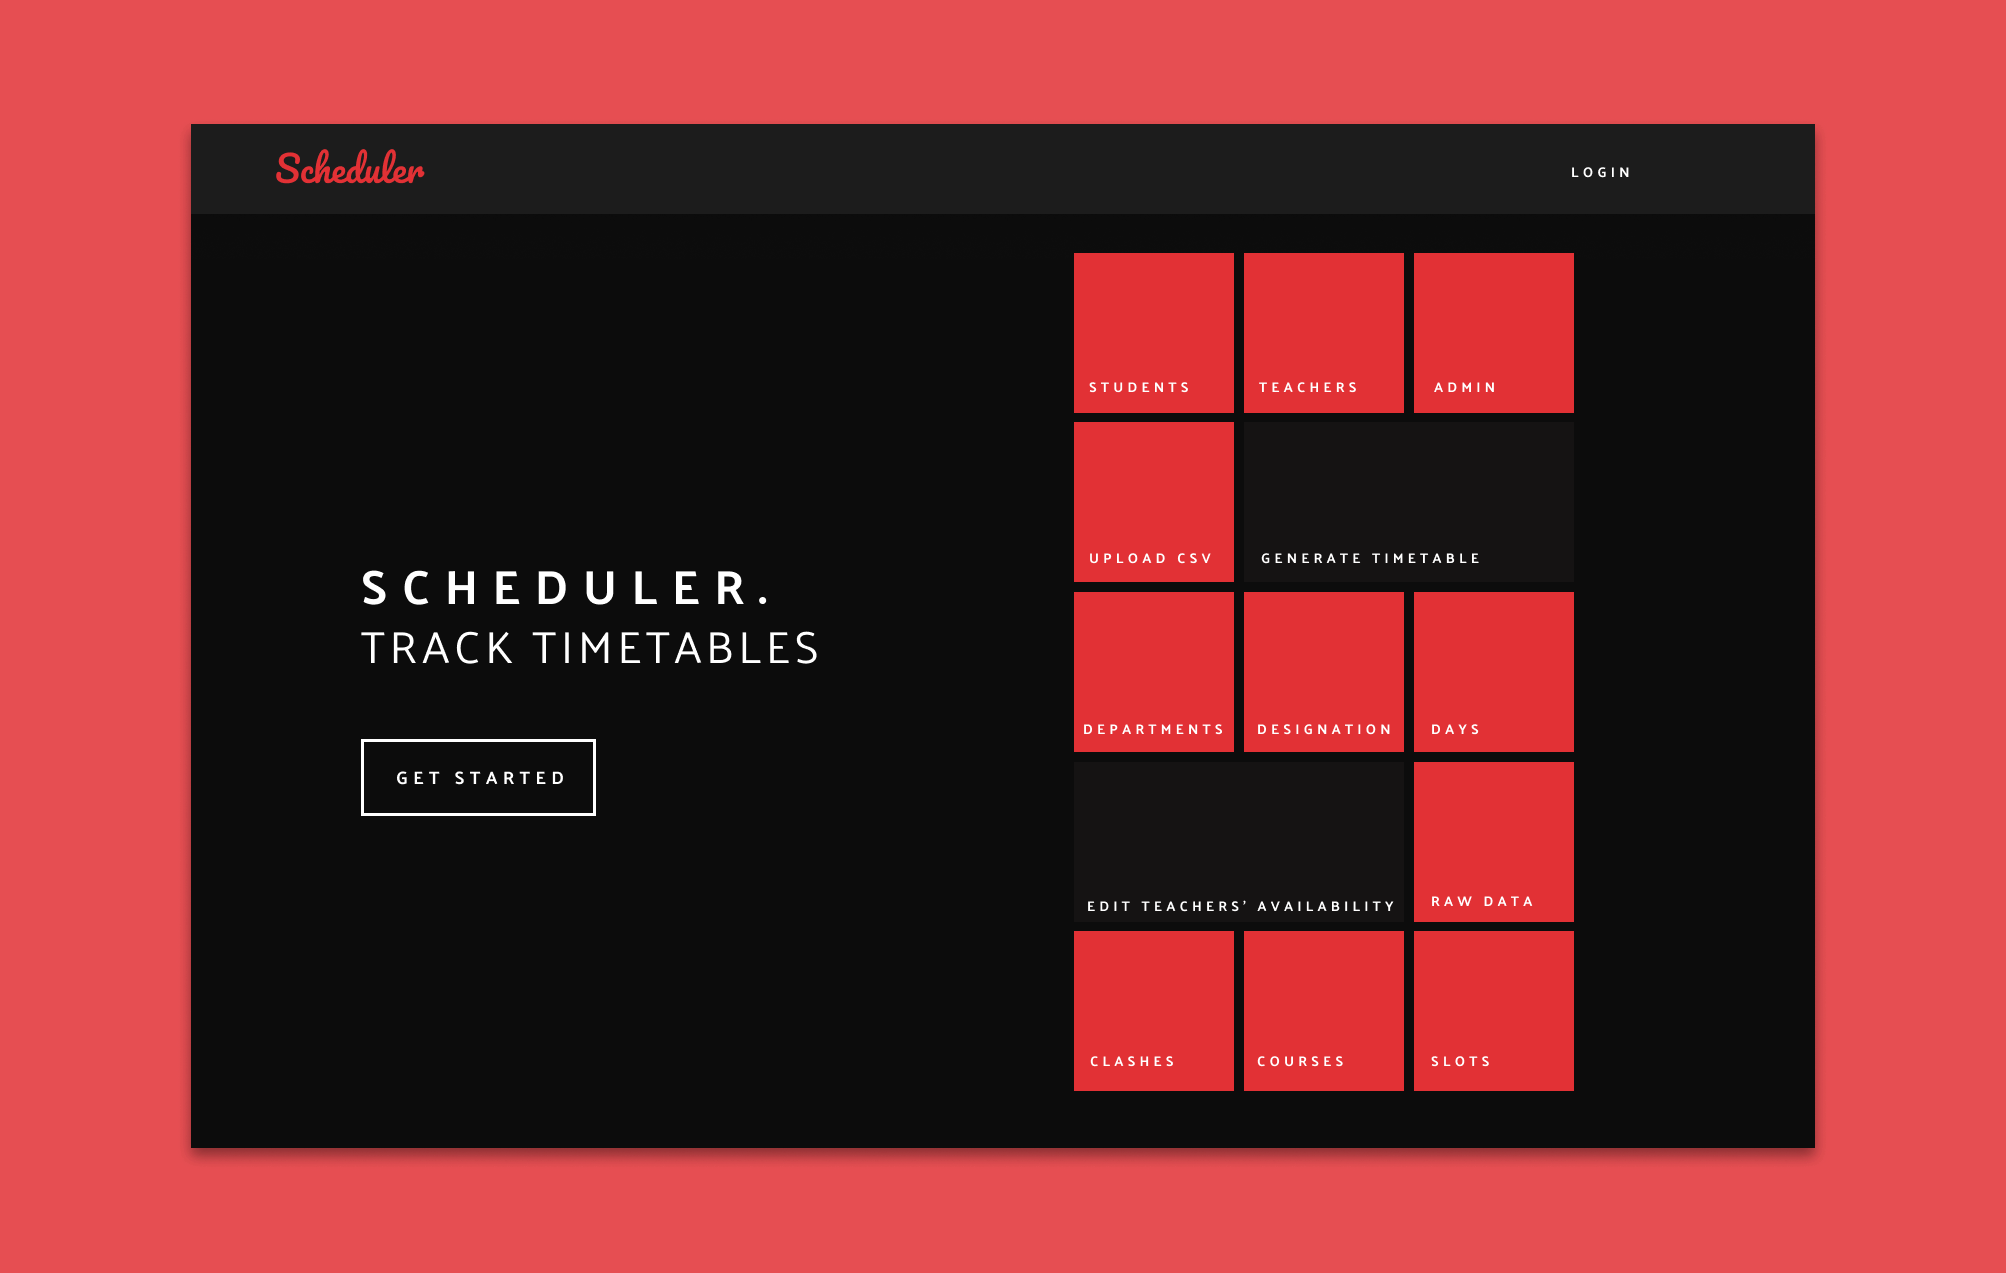 Scheduler
LOGIN
SCHEDULER.
TRACK TIMETABLES
GET STARTED
STUDENTS
TEACHERS
ADMIN
UPLOAD CSV
GENERATE TIMETABLE
DEPARTMENTS
DESIGNATION
DAYS
EDIT TEACHERS’ AVAILABILITY
RAW DATA
CLASHES
COURSES
SLOTS